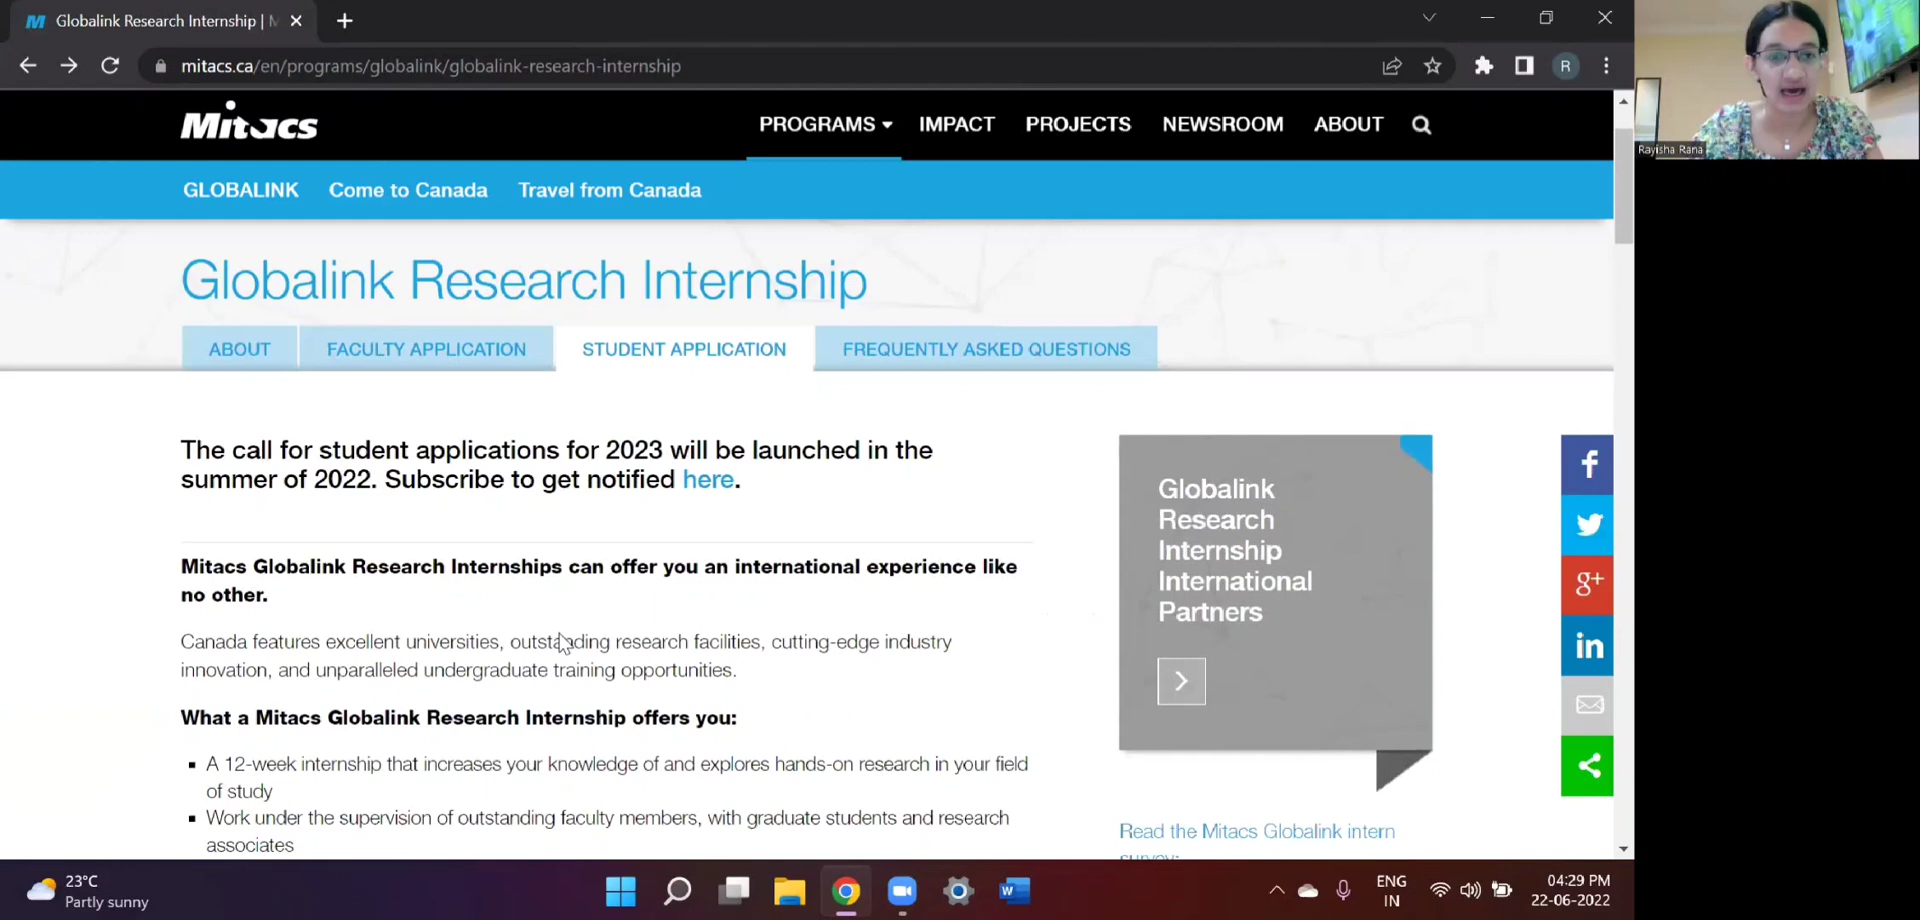 Globalink Research Internship | M
mitacs.ca/en/programs/globalink/globalink-research-internship
R
Rayisha Rana
Mitacs
PROGRAMS IMPACT PROJECTS NEWSROOM ABOUT
GLOBALINK Come to Canada Travel from Canada
Globalink Research Internship
ABOUT FACULTY APPLICATION STUDENT APPLICATION FREQUENTLY ASKED QUESTIONS
The call for student applications for 2023 will be launched in the
summer of 2022. Subscribe to get notified here.
Mitacs Globalink Research Internships can offer you an international experience like
no other.
Canada features excellent universities, outstanding research facilities, cutting-edge industry
innovation, and unparalleled undergraduate training opportunities.
What a Mitacs Globalink Research Internship offers you:
A 12-week internship that increases your knowledge of and explores hands-on research in your field
of study
Work under the supervision of outstanding faculty members, with graduate students and research
associates
Globalink
Research
Internship
International
Partners
Read the Mitacs Globalink intern
survey:
f
g+
in
23°C
Partly sunny
W
ENG
IN
04:29 PM
22-06-2022